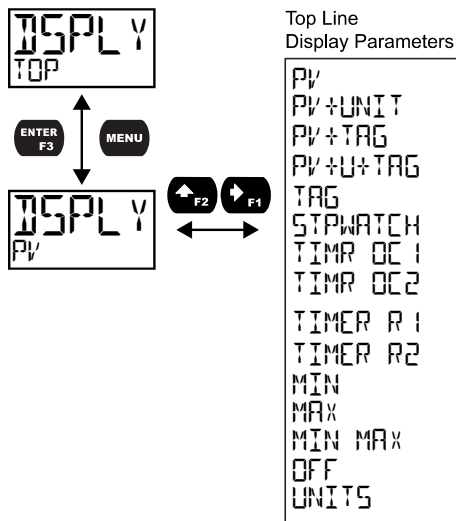 DSPLY
TOP
ENTER
F3
MENU
DSPLY
PV
F2
F1
Top Line
Display Parameters
PV
PV+UNIT
PV+TAG
PV+U+TAG
TAG
STPWATCH
TIMR OC1
TIMR OC2
TIMER R1
TIMER R2
MIN
MAX
MIN MAX
OFF
UNITS